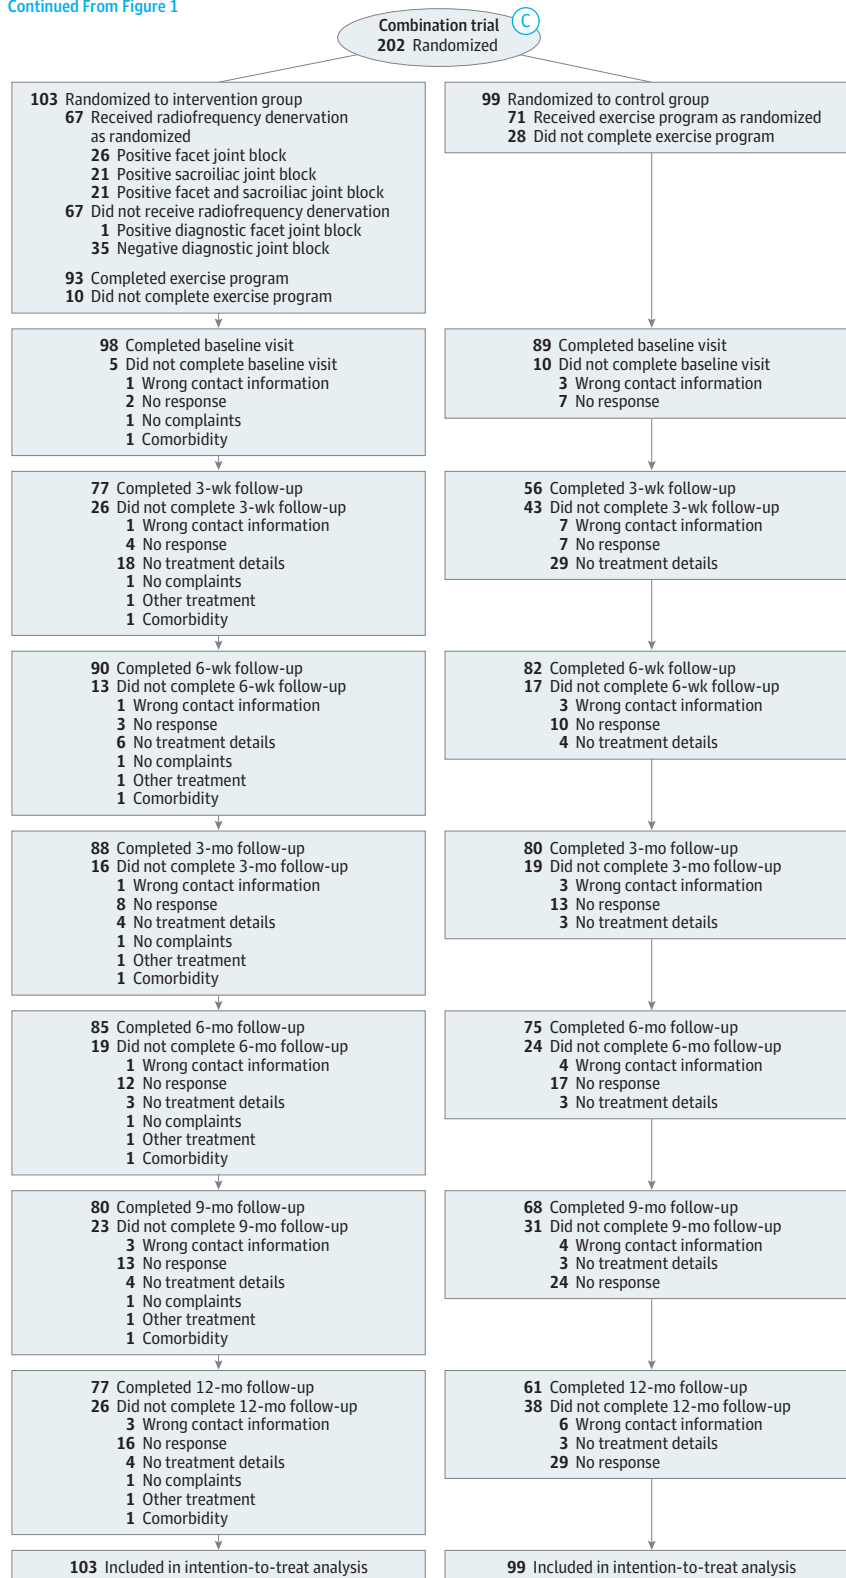 Continued From Figure 1
Combination trial
C
202 Randomized
103 Randomized to intervention group
67 Received radiofrequency denervation
as randomized
26 Positive facet joint block
21 Positive sacroiliac joint block
21 Positive facet and sacroiliac joint block
67 Did not receive radiofrequency denervation
1 Positive diagnostic facet joint block
35 Negative diagnostic joint block
93 Completed exercise program
10 Did not complete exercise program
99 Randomized to control group
71 Received exercise program as randomized
28 Did not complete exercise program
98 Completed baseline visit
5 Did not complete baseline visit
1 Wrong contact information
2 No response
1 No complaints
1 Comorbidity
89 Completed baseline visit
10 Did not complete baseline visit
3 Wrong contact information
7 No response
77 Completed 3-wk follow-up
26 Did not complete 3-wk follow-up
1 Wrong contact information
4 No response
18 No treatment details
1 No complaints
1 Other treatment
1 Comorbidity
56 Completed 3-wk follow-up
43 Did not complete 3-wk follow-up
7 Wrong contact information
7 No response
29 No treatment details
90 Completed 6-wk follow-up
13 Did not complete 6-wk follow-up
1 Wrong contact information
3 No response
6 No treatment details
1 No complaints
1 Other treatment
1 Comorbidity
82 Completed 6-wk follow-up
17 Did not complete 6-wk follow-up
3 Wrong contact information
10 No response
4 No treatment details
88 Completed 3-mo follow-up
16 Did not complete 3-mo follow-up
1 Wrong contact information
8 No response
4 No treatment details
1 No complaints
1 Other treatment
1 Comorbidity
80 Completed 3-mo follow-up
19 Did not complete 3-mo follow-up
3 Wrong contact information
13 No response
3 No treatment details
85 Completed 6-mo follow-up
19 Did not complete 6-mo follow-up
1 Wrong contact information
12 No response
3 No treatment details
1 No complaints
1 Other treatment
1 Comorbidity
75 Completed 6-mo follow-up
24 Did not complete 6-mo follow-up
4 Wrong contact information
17 No response
3 No treatment details
80 Completed 9-mo follow-up
23 Did not complete 9-mo follow-up
3 Wrong contact information
13 No response
4 No treatment details
1 No complaints
1 Other treatment
1 Comorbidity
68 Completed 9-mo follow-up
31 Did not complete 9-mo follow-up
4 Wrong contact information
3 No treatment details
24 No response
77 Completed 12-mo follow-up
26 Did not complete 12-mo follow-up
3 Wrong contact information
16 No response
4 No treatment details
1 No complaints
1 Other treatment
1 Comorbidity
61 Completed 12-mo follow-up
38 Did not complete 12-mo follow-up
6 Wrong contact information
3 No treatment details
29 No response
103 Included in intention-to-treat analysis
99 Included in intention-to-treat analysis